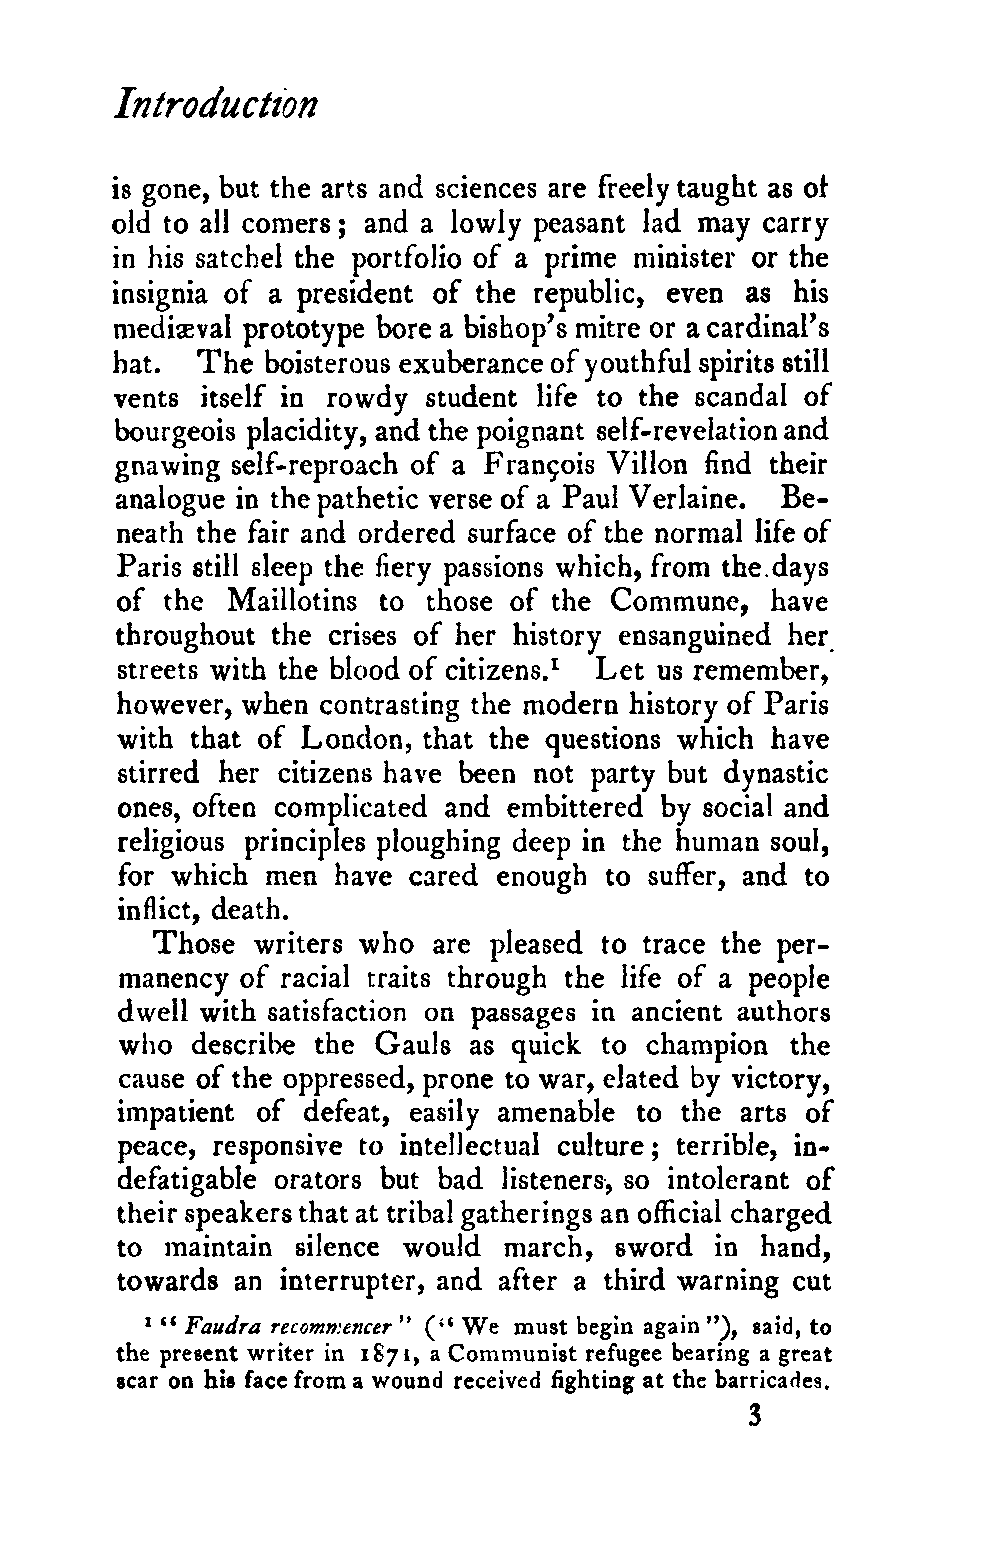 Introduction
is gone, but the arts and sciences are freely taught as of
old to all comers; and a lowly peasant lad may carry
in his satchel the portfolio of a prime minister or the
insignia of a president of the republic, even as his
mediæval prototype bore a bishop's mitre or a cardinal's
hat. The boisterous exuberance of youthful spirits still
vents itself in rowdy student life to the scandal of
bourgeois placidity, and the poignant self-revelation and
gnawing self-reproach of a François Villon find their
analogue in the pathetic verse of a Paul Verlaine. Be-
neath the fair and ordered surface of the normal life of
Paris still sleep the fiery passions which, from the days
of the Maillotins to those of the Commune, have
throughout the crises of her history ensanguined her
streets with the blood of citizens.¹ Let us remember,
however, when contrasting the modern history of Paris
with that of London, that the questions which have
stirred her citizens have been not party but dynastic
ones, often complicated and embittered by social and
religious principles ploughing deep in the human soul,
for which men have cared enough to suffer, and to
inflict, death.
Those writers who are pleased to trace the per-
manency of racial traits through the life of a people
dwell with satisfaction on passages in ancient authors
who describe the Gauls as quick to champion the
cause of the oppressed, prone to war, elated by victory,
impatient of defeat, easily amenable to the arts of
peace, responsive to intellectual culture; terrible, in-
defatigable orators but bad listeners, so intolerant of
their speakers that at tribal gatherings an official charged
to maintain silence would march, sword in hand,
towards an interrupter, and after a third warning cut
¹ "Faudra recommencer" ("We must begin again"), said, to
the present writer in 1871, a Communist refugee bearing a great
scar on his face from a wound received fighting at the barricades.
3